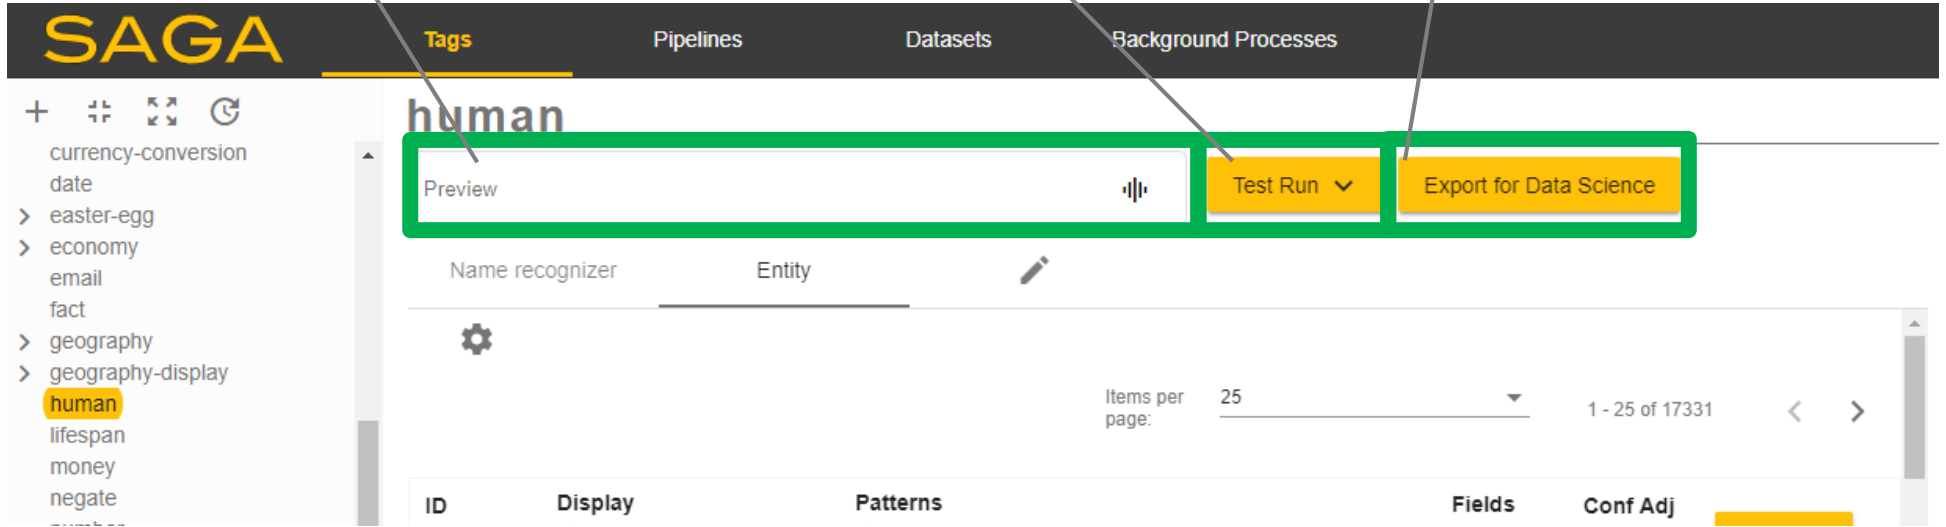 SAGA
Tags Pipelines Datasets Background Processes
currency-conversion
date
easter-egg
economy
email
fact
geography
geography-display
human
lifespan
money
negate
human
Preview
Test Run
Export for Data Science
Name recognizer Entity
Items per page: 25 1 - 25 of 17331
ID Display Patterns Fields Conf Adj